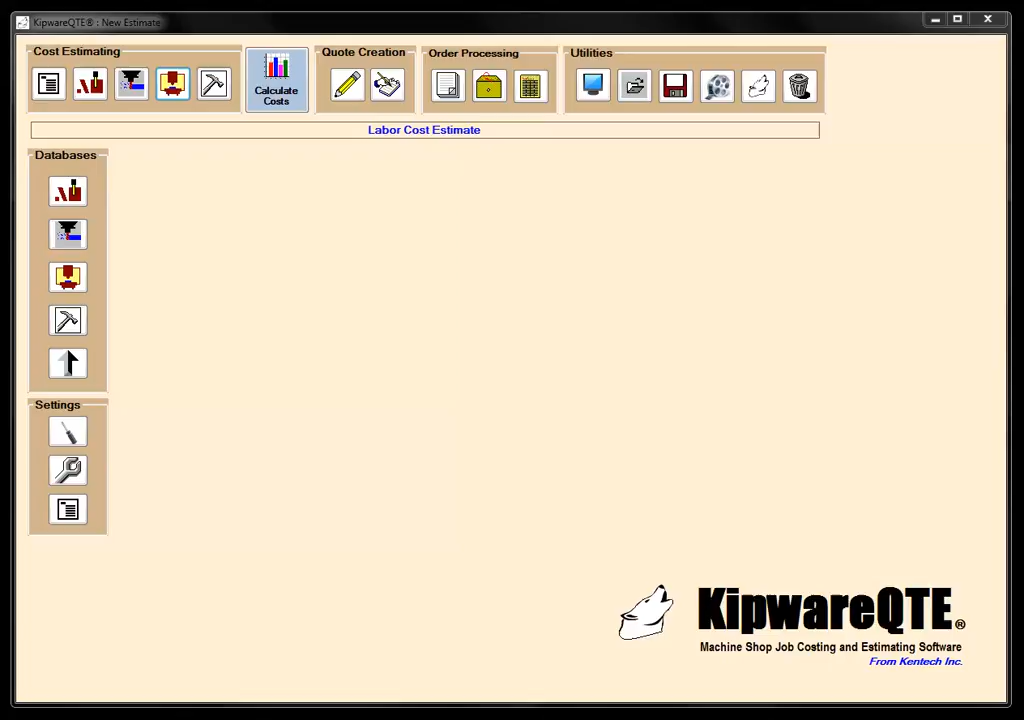 KipwareQTE® : New Estimate
Cost Estimating
Calculate
Costs
Quote Creation
Order Processing
Utilities
Labor Cost Estimate
Databases
Settings
KipwareQTE®
Machine Shop Job Costing and Estimating Software
From Kentech Inc.